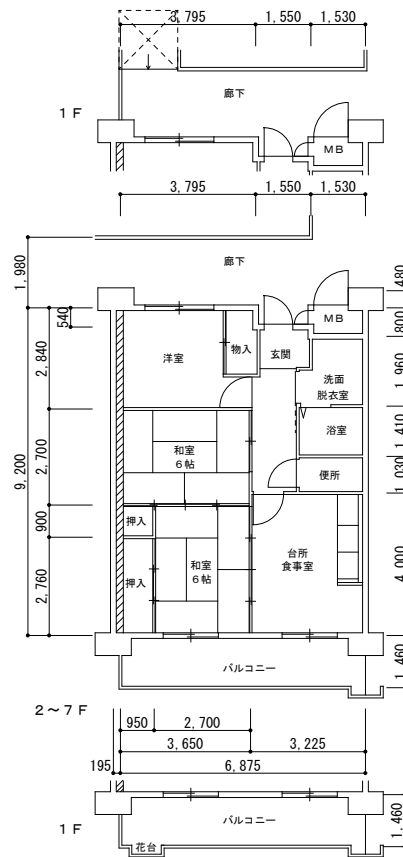 3,795 1,550 1,530
廊下
1F
MB
3,795 1,550 1,530
廊下
1,980
480
MB
800
540
物入
玄関
洋室
2,840
洗面
脱衣室
1,960
浴室
1,410
和室
6帖
2,700
9,200
便所
1,030
押入
900
和室
6帖
台所
食事室
押入
2,760
4,000
バルコニー
1,460
2~7F
950 2,700
3,650 3,225
195 6,875
バルコニー
1,460
1F
花台